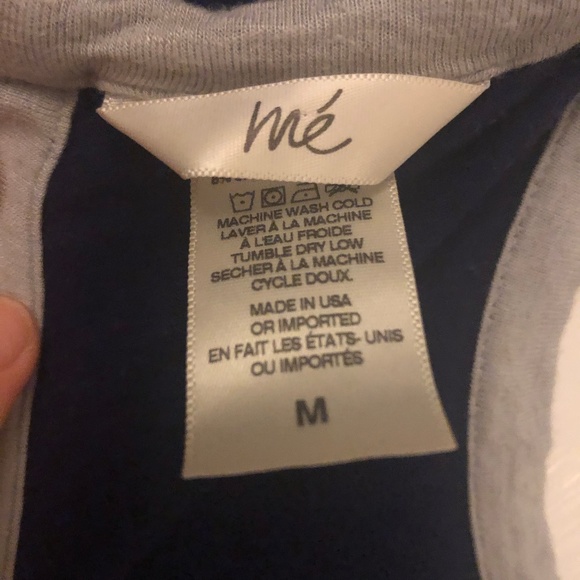 mé
MACHINE WASH COLD
LAVER À LA MACHINE
À L'EAU FROIDE
TUMBLE DRY LOW
SECHER À LA MACHINE
CYCLE DOUX.
MADE IN USA
OR IMPORTED
EN FAIT LES ÉTATS- UNIS
OU IMPORTÉS
M